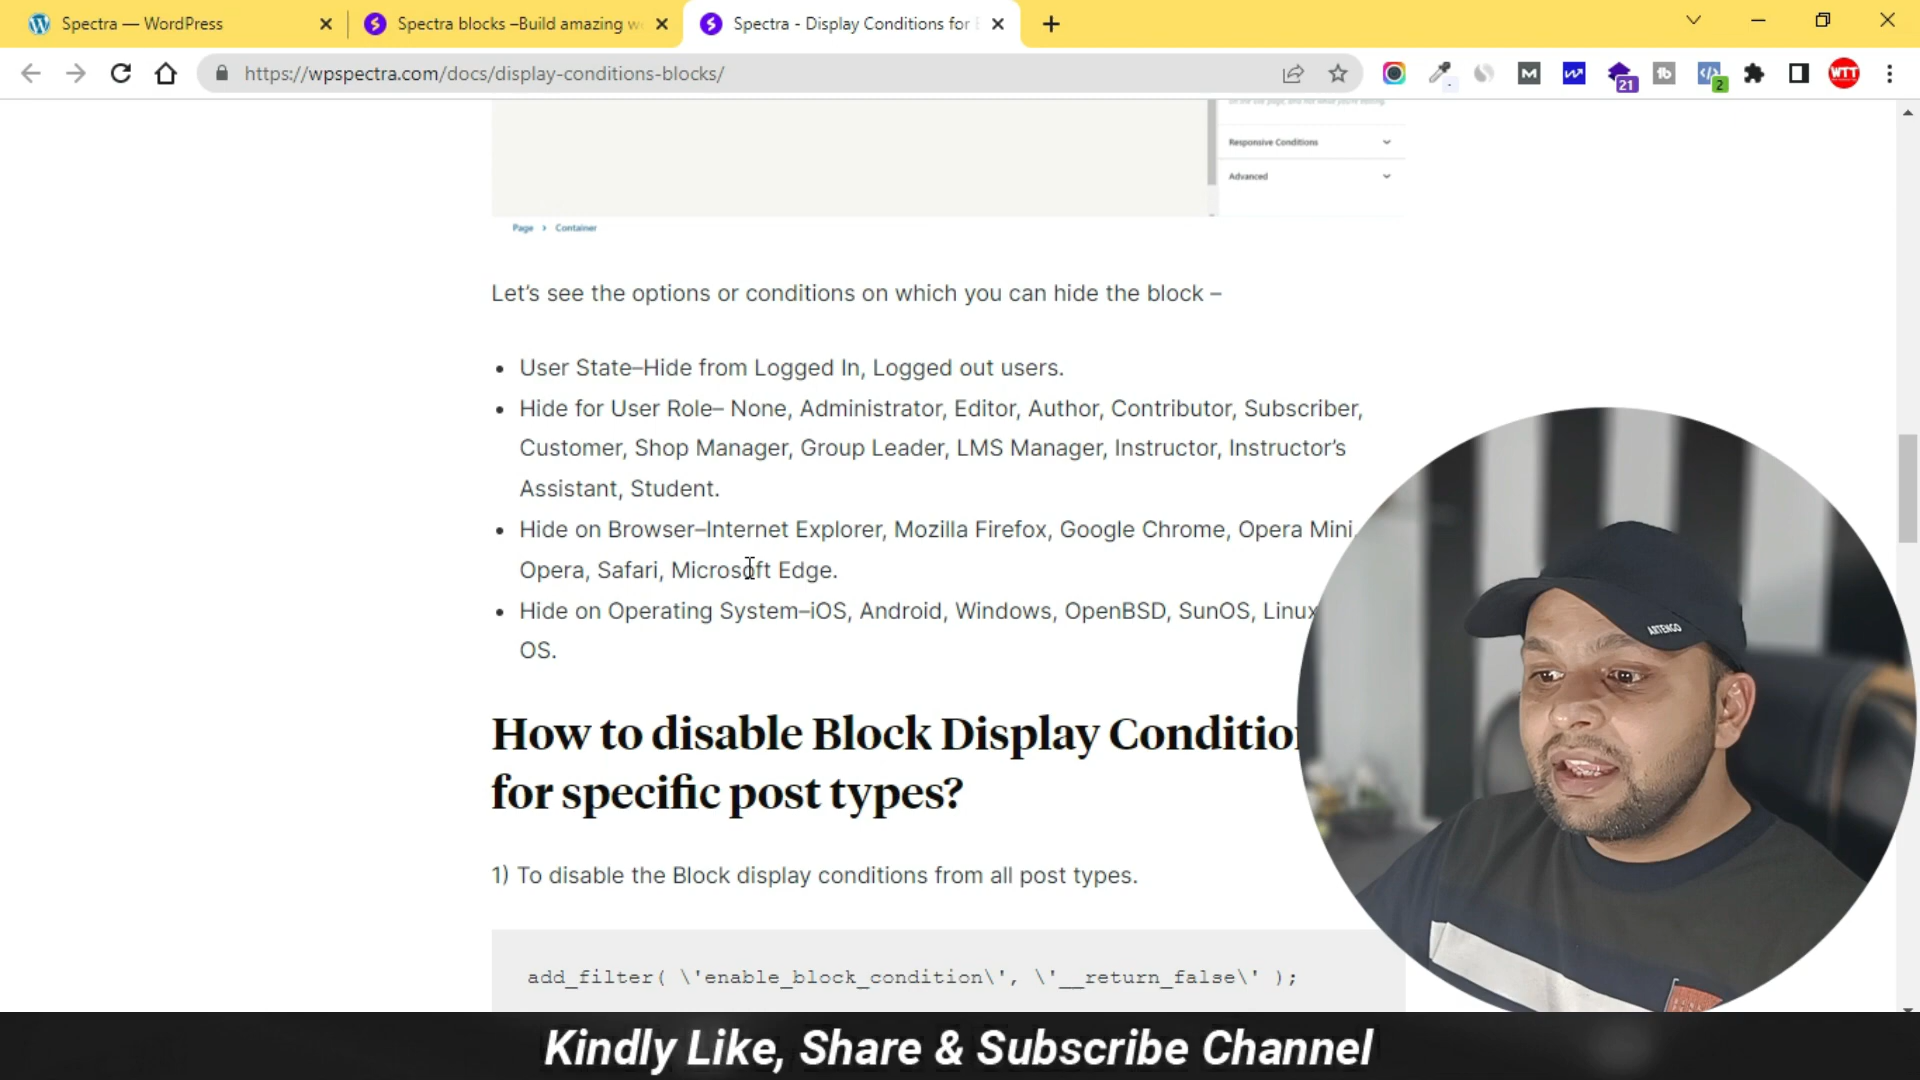 Spectra — WordPress
Spectra blocks –Build amazing w
Spectra - Display Conditions for
https://wpspectra.com/docs/display-conditions-blocks/
21
2
WTT
Responsive Conditions
Advanced
Page > Container
Let's see the options or conditions on which you can hide the block –
• User State–Hide from Logged In, Logged out users.
• Hide for User Role– None, Administrator, Editor, Author, Contributor, Subscriber,
Customer, Shop Manager, Group Leader, LMS Manager, Instructor, Instructor's
Assistant, Student.
• Hide on Browser–Internet Explorer, Mozilla Firefox, Google Chrome, Opera Mini,
Opera, Safari, Microsoft Edge.
• Hide on Operating System–iOS, Android, Windows, OpenBSD, SunOS, Linux
OS.
ARTENGO
How to disable Block Display Condition
for specific post types?
1) To disable the Block display conditions from all post types.
add_filter( \'enable_block_condition\', \'__return_false\' );
Kindly Like, Share & Subscribe Channel